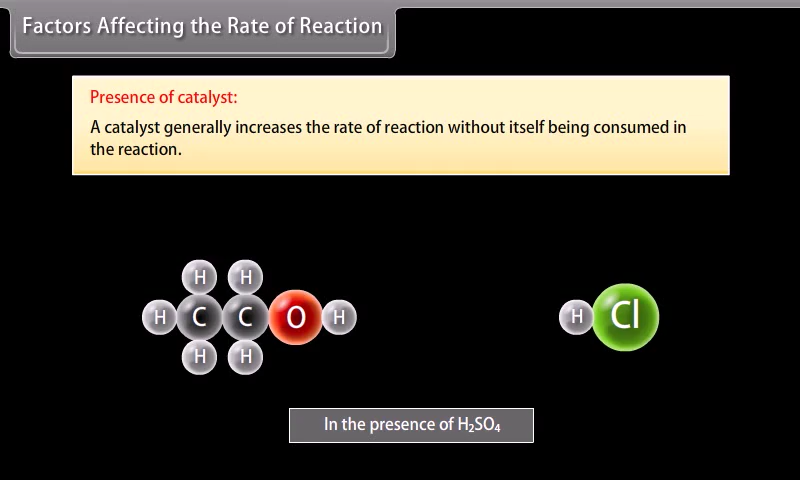 Factors Affecting the Rate of Reaction
Presence of catalyst:
A catalyst generally increases the rate of reaction without itself being consumed in
the reaction.
H H
H C C O H
H Cl
H H
In the presence of H₂SO₄